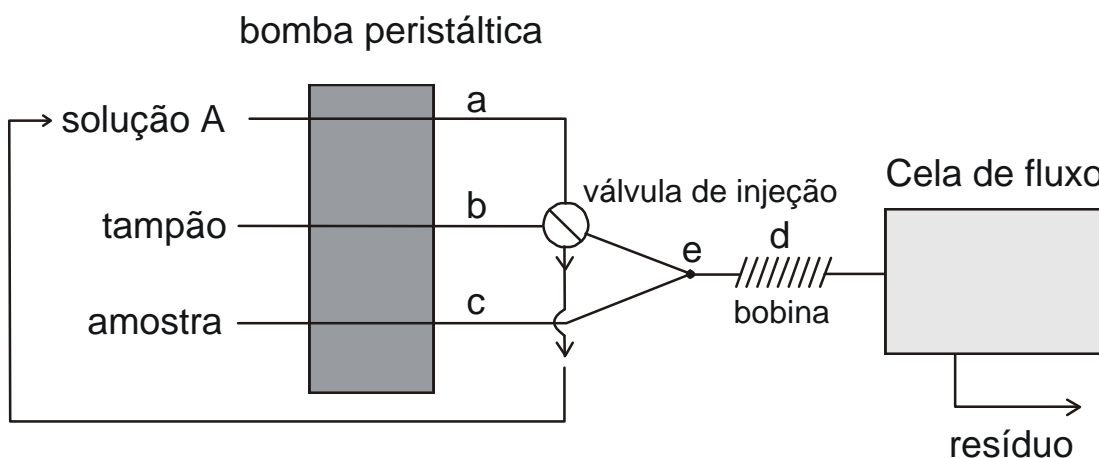 bomba peristáltica
solução A
a
válvula de injeção
Cela de fluxo
tampão
b
e
d
amostra
c
bobina
resíduo